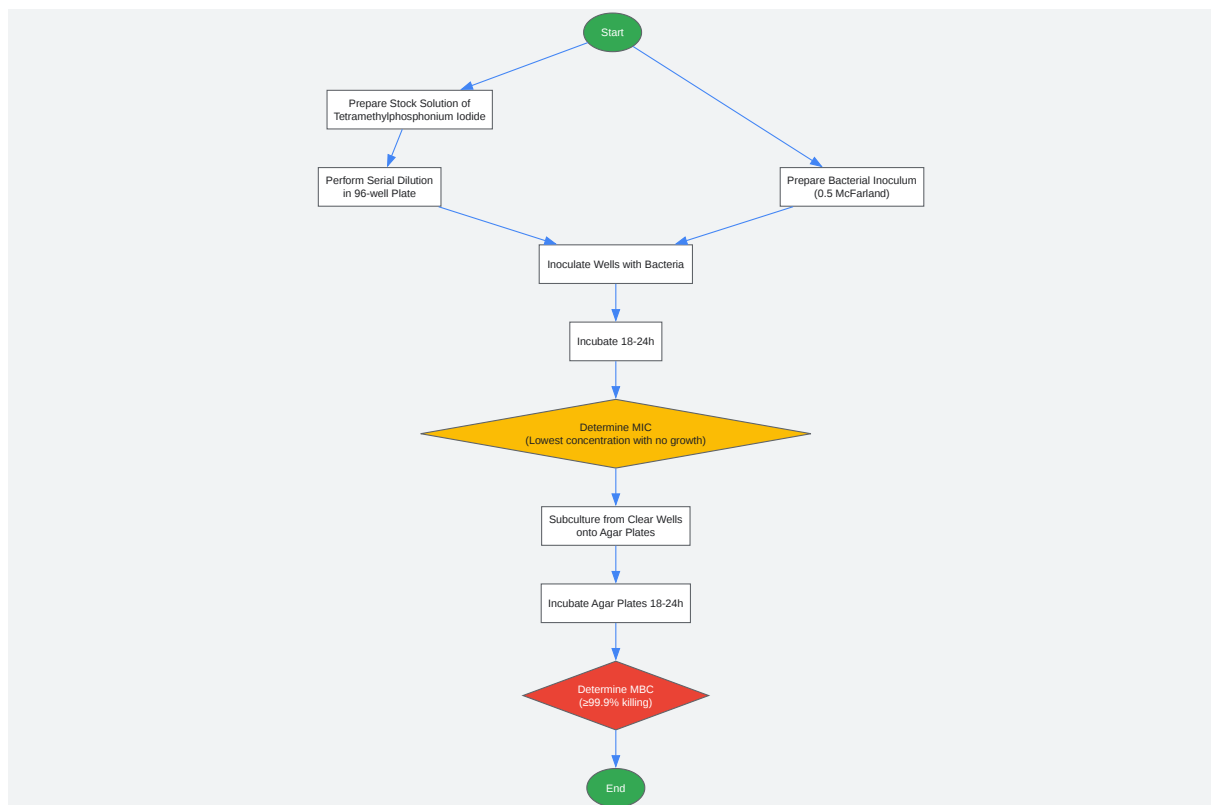 Start
Prepare Stock Solution of
Tetramethylphosphonium Iodide
Perform Serial Dilution
in 96-well Plate
Prepare Bacterial Inoculum
(0.5 McFarland)
Inoculate Wells with Bacteria
Incubate 18-24h
Determine MIC
(Lowest concentration with no growth)
Subculture from Clear Wells
onto Agar Plates
Incubate Agar Plates 18-24h
Determine MBC
(≥99.9% killing)
End